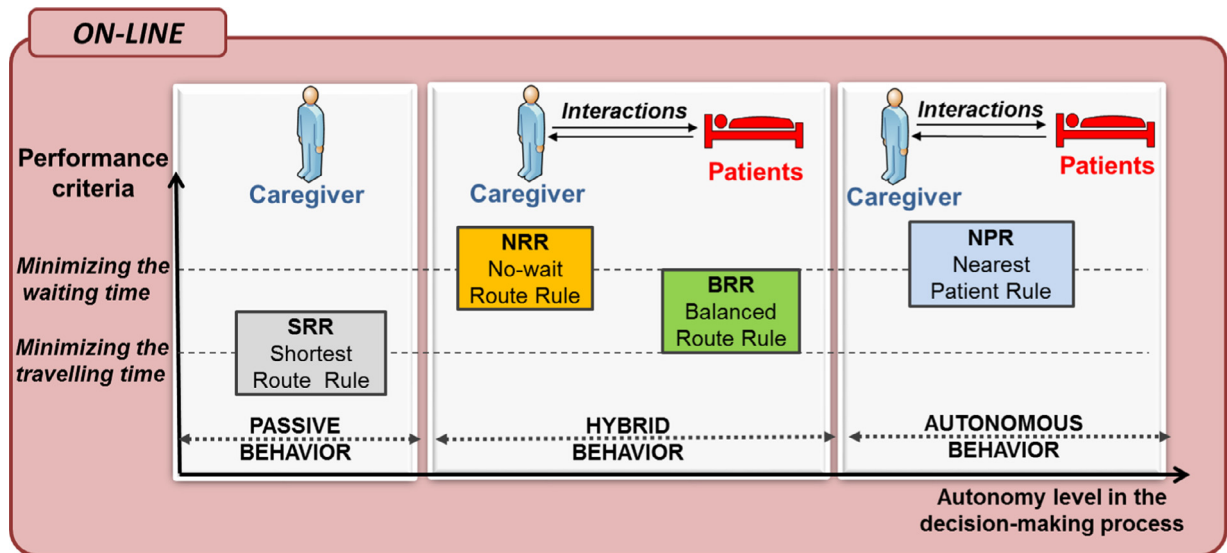 ON-LINE
Performance
criteria
Caregiver
Caregiver
Interactions
Patients
Caregiver
Interactions
Patients
Minimizing the
waiting time
Minimizing the
travelling time
SRR
Shortest
Route Rule
NRR
No-wait
Route Rule
BRR
Balanced
Route Rule
NPR
Nearest
Patient Rule
PASSIVE
BEHAVIOR
HYBRID
BEHAVIOR
AUTONOMOUS
BEHAVIOR
Autonomy level in the
decision-making process